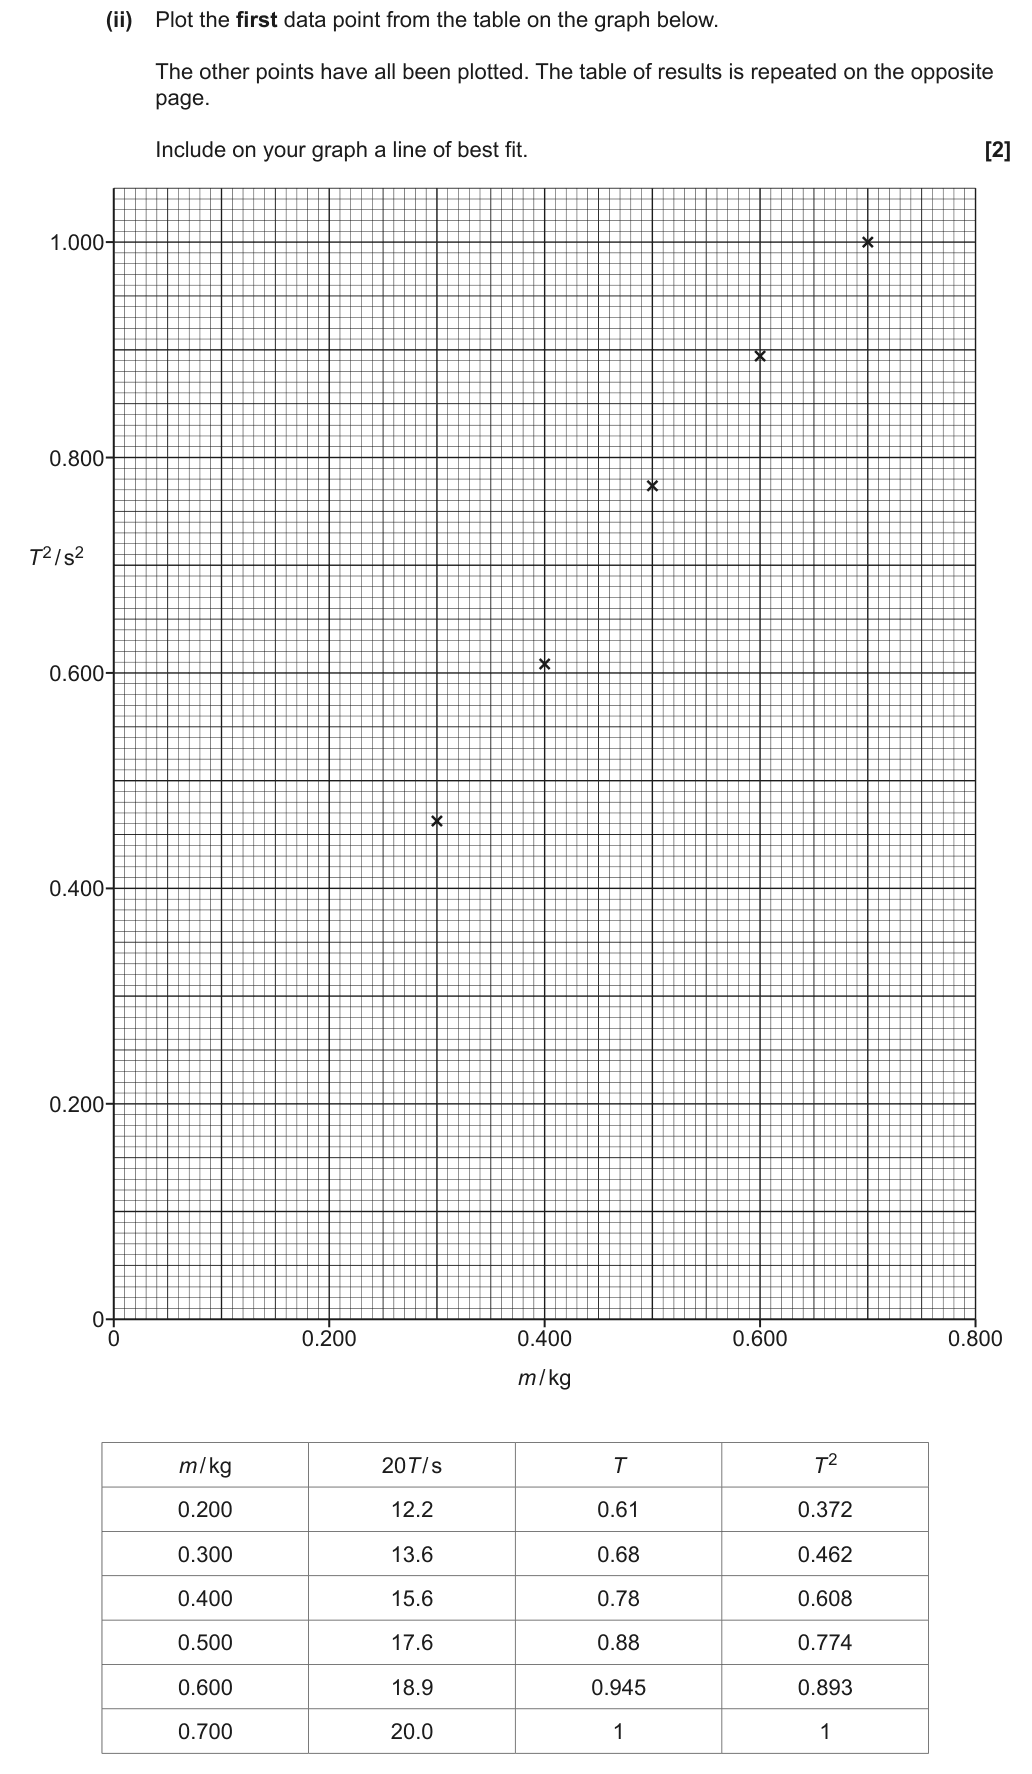 (ii) Plot the first data point from the table on the graph below.
The other points have all been plotted. The table of results is repeated on the opposite
page.
Include on your graph a line of best fit. [2]
1.000
0.800
T²/s²
0.600
0.400
0.200
0
0 0.200 0.400 0.600 0.800
m/kg
m/kg 20T/s T T²
0.200 12.2 0.61 0.372
0.300 13.6 0.68 0.462
0.400 15.6 0.78 0.608
0.500 17.6 0.88 0.774
0.600 18.9 0.945 0.893
0.700 20.0 1 1